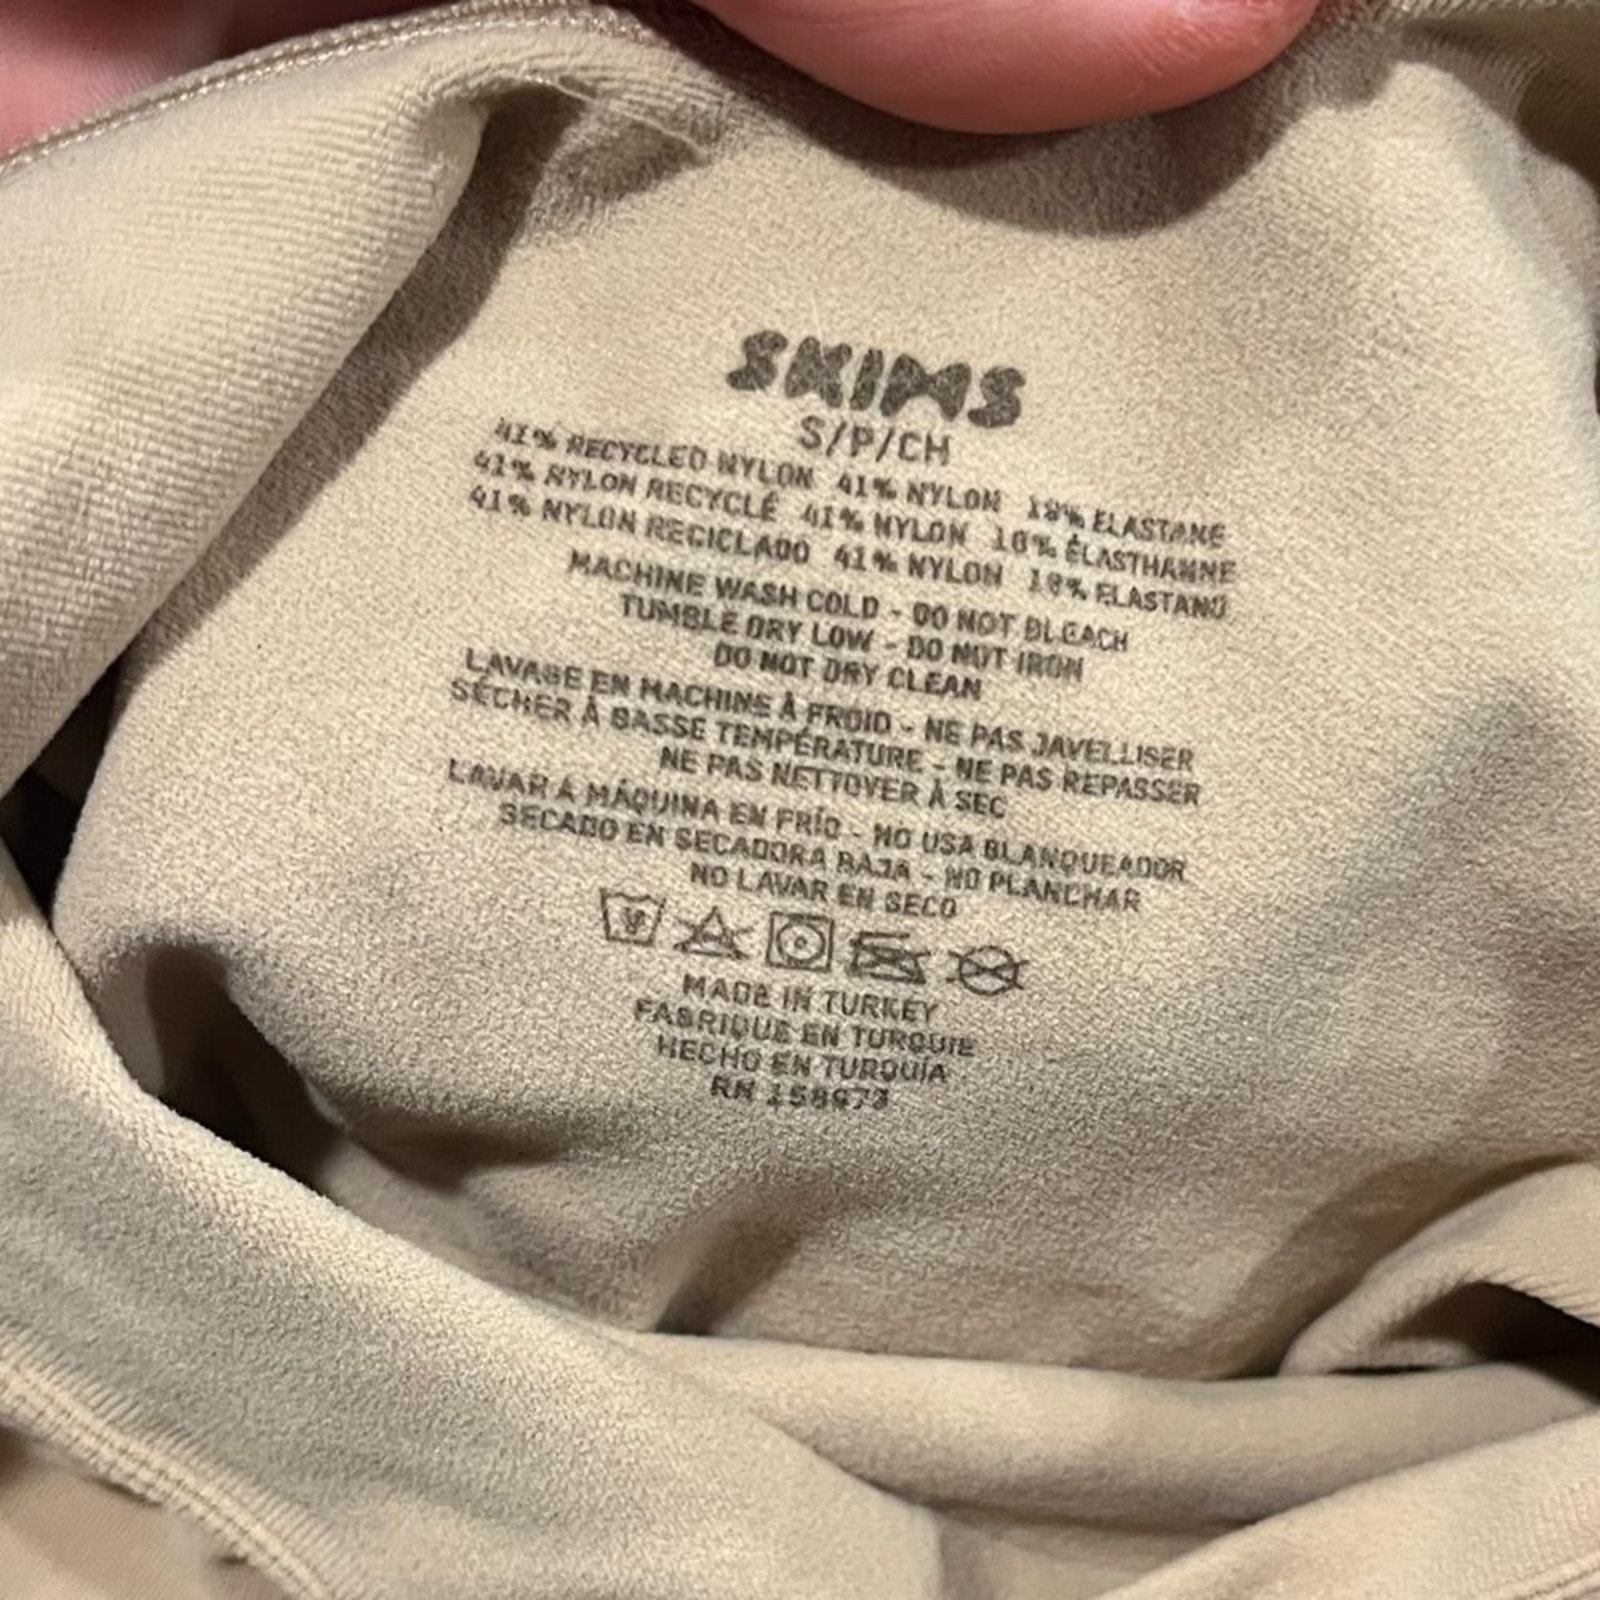 SKIMS
S/P/CH
41% RECYCLED NYLON 41% NYLON 18% ELASTANE
41% NYLON RECYCLÉ 41% NYLON 18% ÉLASTHANNE
41% NYLON RECICLADO 41% NYLON 18% ELASTANO
MACHINE WASH COLD - DO NOT BLEACH
TUMBLE DRY LOW - DO NOT IRON
DO NOT DRY CLEAN
LAVAGE EN MACHINE À FROID - NE PAS JAVELLISER
SÉCHER À BASSE TEMPÉRATURE - NE PAS REPASSER
NE PAS NETTOYER À SEC
LAVAR A MÁQUINA EN FRÍO - NO USA BLANQUEADOR
SECADO EN SECADORA BAJA - NO PLANCHAR
NO LAVAR EN SECO
MADE IN TURKEY
FABRIQUE EN TURQUIE
HECHO EN TURQUÍA
RN 158973